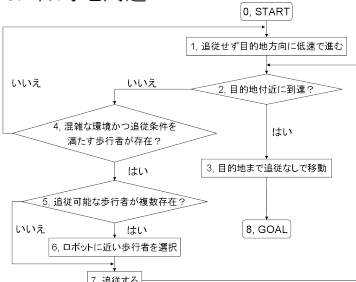 0, START
1, 追従せず目的地方向に低速で進む
いいえ
いいえ
2, 目的地付近に到達？
はい
4, 混雑な環境かつ追従条件を
満たす歩行者が存在？
3, 目的地まで追従なしで移動
はい
5, 追従可能な歩行者が複数存在？
いいえ
はい
8, GOAL
6, ロボットに近い歩行者を選択
7, 追従する